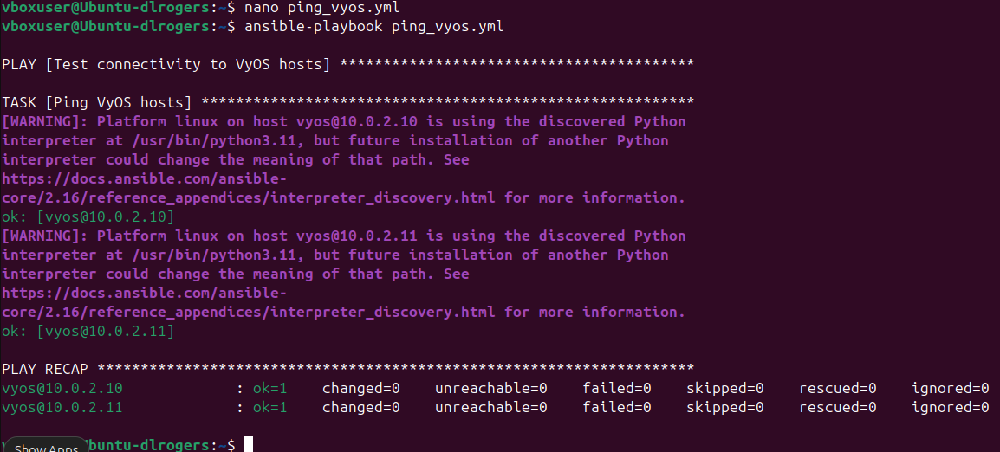 vboxuser@Ubuntu-dlrogers:~$ nano ping_vyos.yml
vboxuser@Ubuntu-dlrogers:~$ ansible-playbook ping_vyos.yml
PLAY [Test connectivity to VyOS hosts] *****************************************
TASK [Ping VyOS hosts] *********************************************************
[WARNING]: Platform linux on host vyos@10.0.2.10 is using the discovered Python
interpreter at /usr/bin/python3.11, but future installation of another Python
interpreter could change the meaning of that path. See
https://docs.ansible.com/ansible-
core/2.16/reference_appendices/interpreter_discovery.html for more information.
ok: [vyos@10.0.2.10]
[WARNING]: Platform linux on host vyos@10.0.2.11 is using the discovered Python
interpreter at /usr/bin/python3.11, but future installation of another Python
interpreter could change the meaning of that path. See
https://docs.ansible.com/ansible-
core/2.16/reference_appendices/interpreter_discovery.html for more information.
ok: [vyos@10.0.2.11]
PLAY RECAP *********************************************************************
vyos@10.0.2.10             : ok=1    changed=0    unreachable=0    failed=0    skipped=0    rescued=0    ignored=0
vyos@10.0.2.11             : ok=1    changed=0    unreachable=0    failed=0    skipped=0    rescued=0    ignored=0
Show Apps
buntu-dlrogers:~$